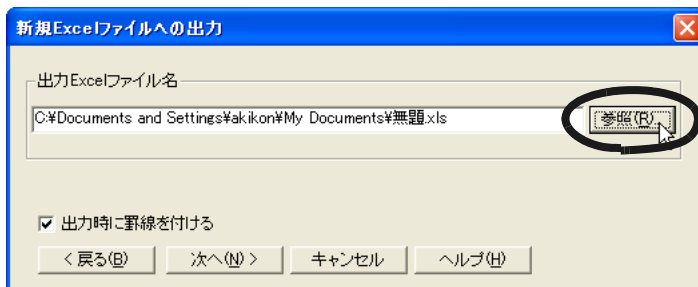 新規Excelファイルへの出力
出力Excelファイル名
C:¥Documents and Settings¥akikon¥My Documents¥無題.xls
参照(R)...
出力時に罫線を付ける
< 戻る(B)
次へ(N) >
キャンセル
ヘルプ(H)